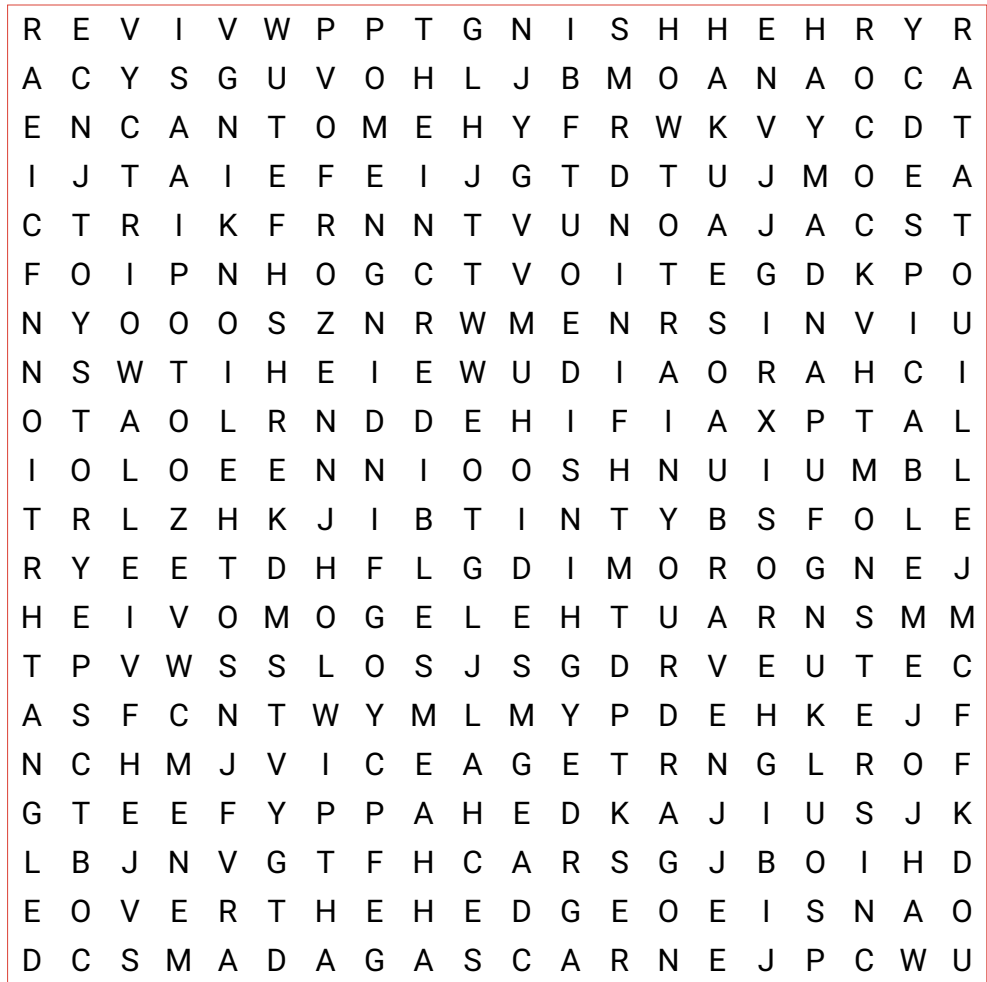 R E V I V W P P T G N I S H H E H R Y R
A C Y S G U V O H L J B M O A N A O C A
E N C A N T O M E H Y F R W K V Y C D T
I J T A I E F E I J G T D T U J M O E A
C T R I K F R N N T V U N O A J A C S T
F O I P N H O G C T V O I T E G D K P O
N Y O O O S Z N R W M E N R S I N V I U
N S W T I H E I E W U D I A O R A H C I
O T A O L R N D D E H I F I A X P T A L
I O L O E E N N I O O S H N U I U M B L
T R L Z H K J I B T I N T Y B S F O L E
R Y E E T D H F L G D I M O R O G N E J
H E I V O M O G E L E H T U A R N S M M
T P V W S S L O S J S G D R V E U T E C
A S F C N T W Y M L M Y P D E H K E J F
N C H M J V I C E A G E T R N G L R O F
G T E E F Y P P A H E D K A J I U S J K
L B J N V G T F H C A R S G J B O I H D
E O V E R T H E H E D G E O E I S N A O
D C S M A D A G A S C A R N E J P C W U